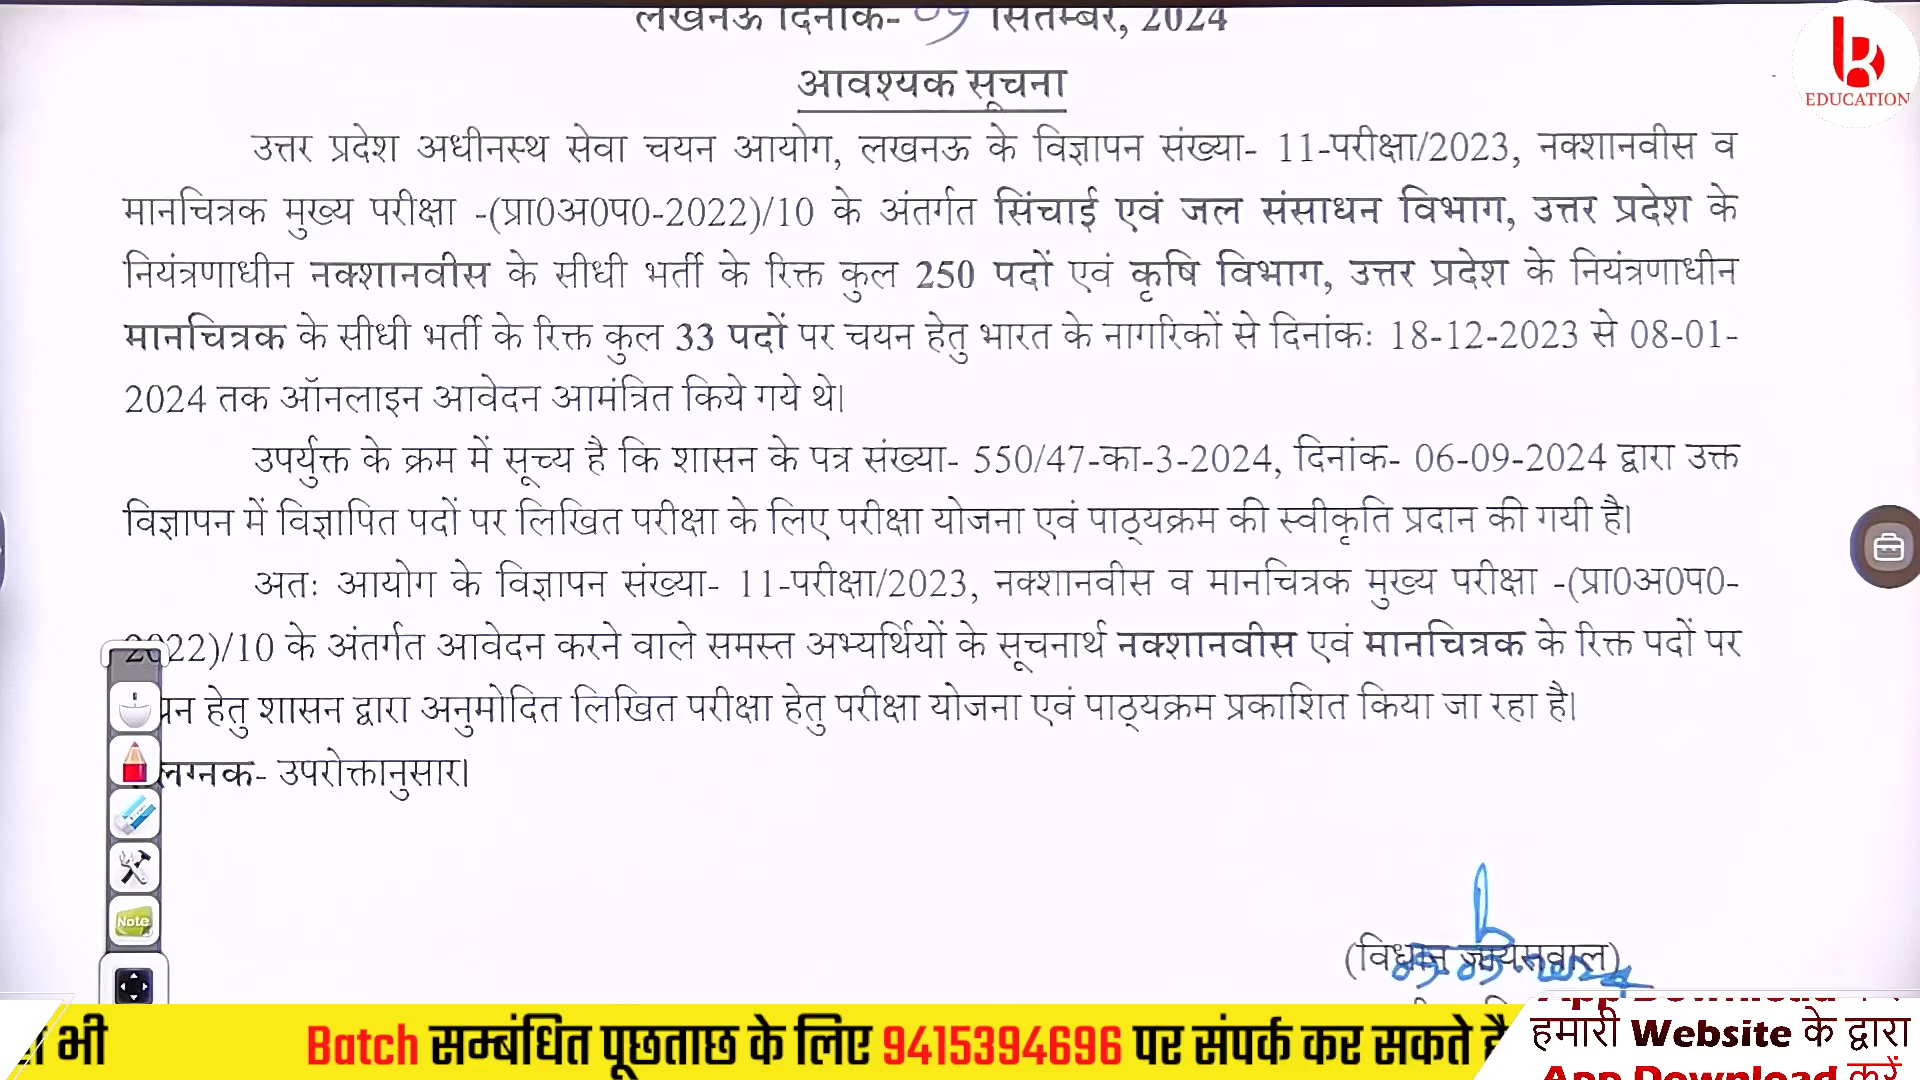 लखनऊ दिनांक- 09 सितम्बर, 2024
EDUCATION
आवश्यक सूचना
उत्तर प्रदेश अधीनस्थ सेवा चयन आयोग, लखनऊ के विज्ञापन संख्या- 11-परीक्षा/2023, नक्शानवीस व
मानचित्रक मुख्य परीक्षा -(प्रा0अ0प0-2022)/10 के अंतर्गत सिंचाई एवं जल संसाधन विभाग, उत्तर प्रदेश के
नियंत्रणाधीन नक्शानवीस के सीधी भर्ती के रिक्त कुल 250 पदों एवं कृषि विभाग, उत्तर प्रदेश के नियंत्रणाधीन
मानचित्रक के सीधी भर्ती के रिक्त कुल 33 पदों पर चयन हेतु भारत के नागरिकों से दिनांकः 18-12-2023 से 08-01-
2024 तक ऑनलाइन आवेदन आमंत्रित किये गये थे।
उपर्युक्त के क्रम में सूच्य है कि शासन के पत्र संख्या- 550/47-का-3-2024, दिनांक- 06-09-2024 द्वारा उक्त
विज्ञापन में विज्ञापित पदों पर लिखित परीक्षा के लिए परीक्षा योजना एवं पाठ्यक्रम की स्वीकृति प्रदान की गयी है।
अतः आयोग के विज्ञापन संख्या- 11-परीक्षा/2023, नक्शानवीस व मानचित्रक मुख्य परीक्षा -(प्रा0अ0प0-
2022)/10 के अंतर्गत आवेदन करने वाले समस्त अभ्यर्थियों के सूचनार्थ नक्शानवीस एवं मानचित्रक के रिक्त पदों पर
हेतु शासन द्वारा अनुमोदित लिखित परीक्षा हेतु परीक्षा योजना एवं पाठ्यक्रम प्रकाशित किया जा रहा है।
लग्नक- उपरोक्तानुसार।
Note
जायसवाल)
भी Batch सम्बंधित पूछताछ के लिए 9415394696 पर संपर्क कर सकते है
App Download
हमारी Website के द्वारा
App Download करें